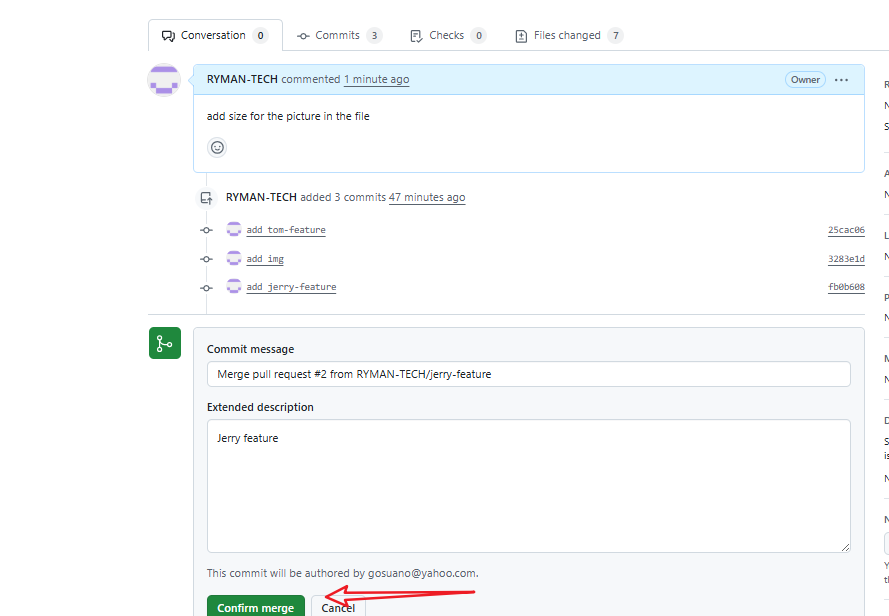 Conversation 0 Commits 3 Checks 0 Files changed 7
RYMAN-TECH commented 1 minute ago Owner
add size for the picture in the file
RYMAN-TECH added 3 commits 47 minutes ago
add tom-feature 25cac06
add img 3283e1d
add jerry-feature fb0b608
Commit message
Merge pull request #2 from RYMAN-TECH/jerry-feature
Extended description
Jerry feature
This commit will be authored by gosuano@yahoo.com.
Confirm merge Cancel